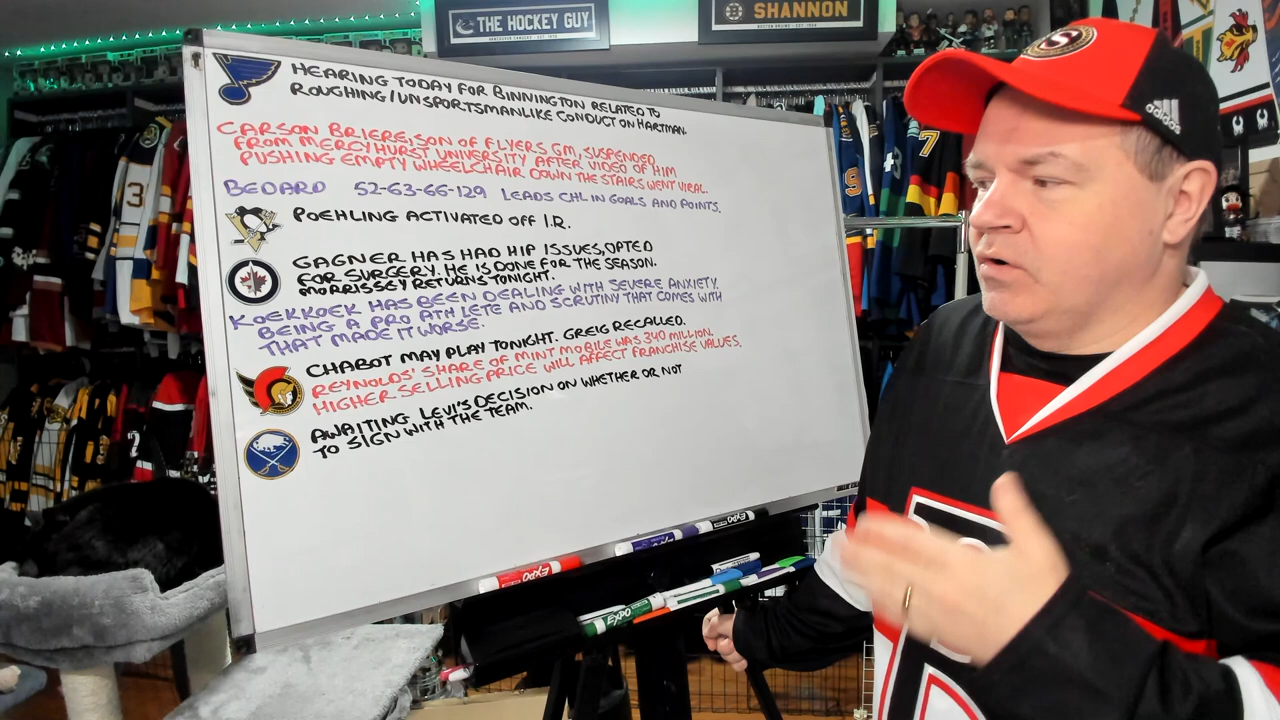 THE HOCKEY GUY
SHANNON
HEARING TODAY FOR BINNINGTON RELATED TO
ROUGHING/UNSPORTSMANLIKE CONDUCT ON HARTMAN.
CARSON BRIERE, SON OF FLYERS GM, SUSPENDED
FROM MERCYHURST UNIVERSITY AFTER VIDEO OF HIM
PUSHING EMPTY WHEELCHAIR DOWN THE STAIRS WENT VIRAL.
BEDARD 52-63-66-129 LEADS CHL IN GOALS AND POINTS.
POEHLING ACTIVATED OFF I.R.
GAGNER HAS HAD HIP ISSUES, OPTED
FOR SURGERY. HE IS DONE FOR THE SEASON.
MORRISSEY RETURNS TONIGHT.
KOEKKOEK HAS BEEN DEALING WITH SEVERE ANXIETY.
BEING A PRO ATHLETE AND SCRUTINY THAT COMES WITH
THAT MADE IT WORSE.
CHABOT MAY PLAY TONIGHT. GREIG RECALLED.
REYNOLDS' SHARE OF MINT MOBILE WAS 340 MILLION.
HIGHER SELLING PRICE WILL AFFECT FRANCHISE VALUES.
AWAITING LEVI'S DECISION ON WHETHER OR NOT
TO SIGN WITH THE TEAM.
adidas
3
7
EXPO
EXPO
EXPO
EXPO